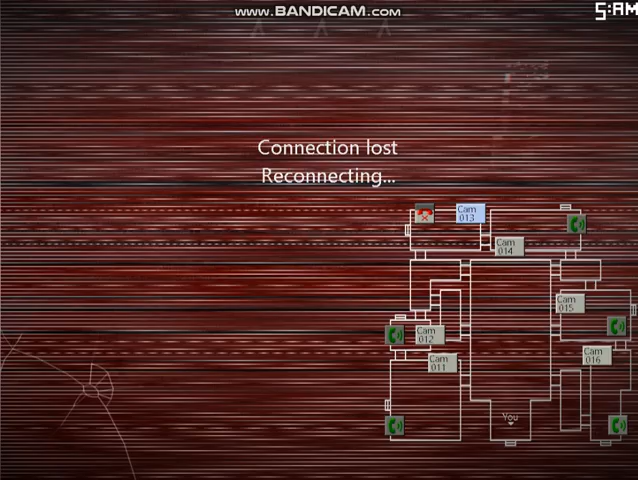 www.BANDICAM.com
5:AM
Connection lost
Reconnecting...
Cam
013
Cam
014
Cam
015
Cam
012
Cam
016
Cam
011
You